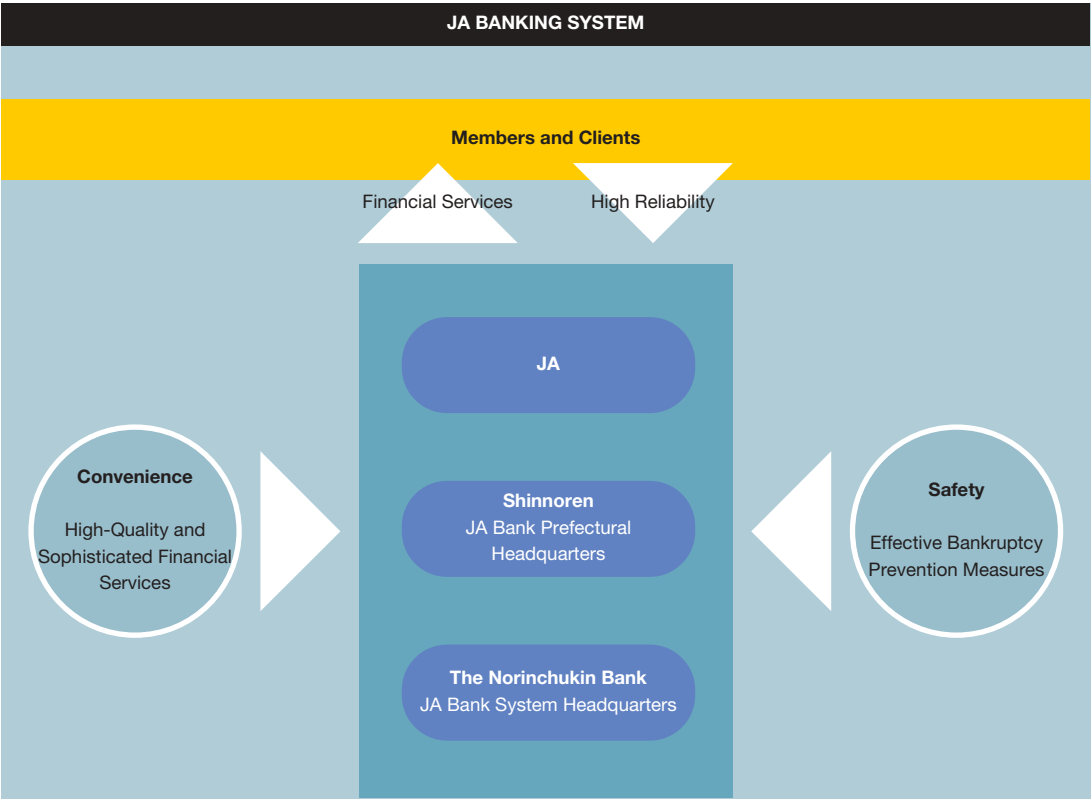 JA BANKING SYSTEM
Members and Clients
Financial Services
High Reliability
JA
Convenience
High-Quality and
Sophisticated Financial
Services
Shinnoren
JA Bank Prefectural
Headquarters
Safety
Effective Bankruptcy
Prevention Measures
The Norinchukin Bank
JA Bank System Headquarters